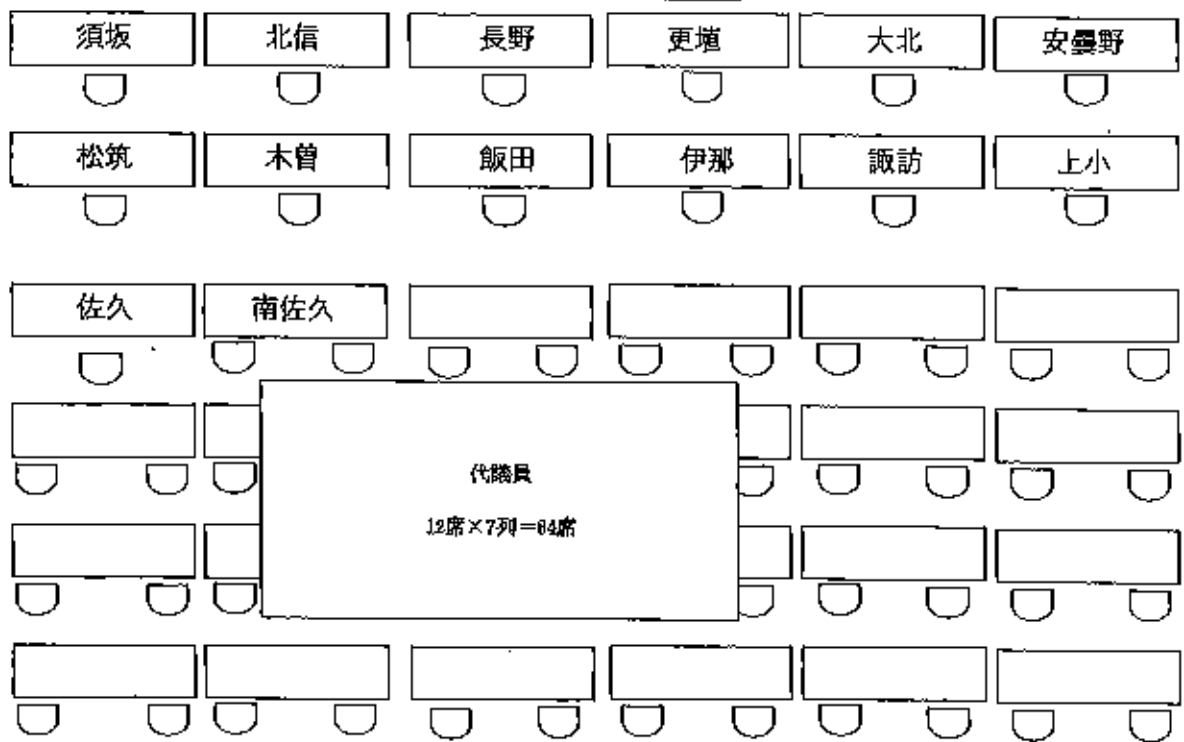 須坂 北信 長野 更埴 大北 安曇野
松筑 木曽 飯田 伊那 諏訪 上小
佐久 南佐久
代議員
12席×7列=64席